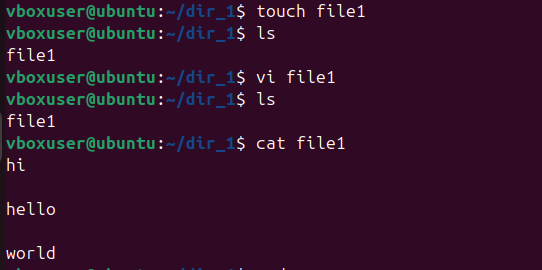 vboxuser@ubuntu:~/dir_1$ touch file1
vboxuser@ubuntu:~/dir_1$ ls
file1
vboxuser@ubuntu:~/dir_1$ vi file1
vboxuser@ubuntu:~/dir_1$ ls
file1
vboxuser@ubuntu:~/dir_1$ cat file1
hi
hello
world